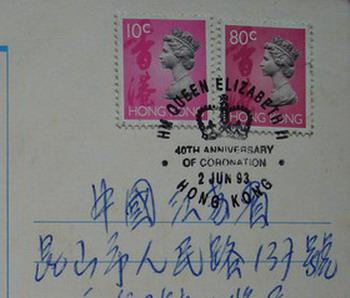 10c 80c
香港 香港
HONG KONG HONG KONG
HM QUEEN ELIZABETH II
40TH ANNIVERSARY
OF CORONATION
2 JUN 93
HONG KONG
中國江蘇省
昆山市人民路137號